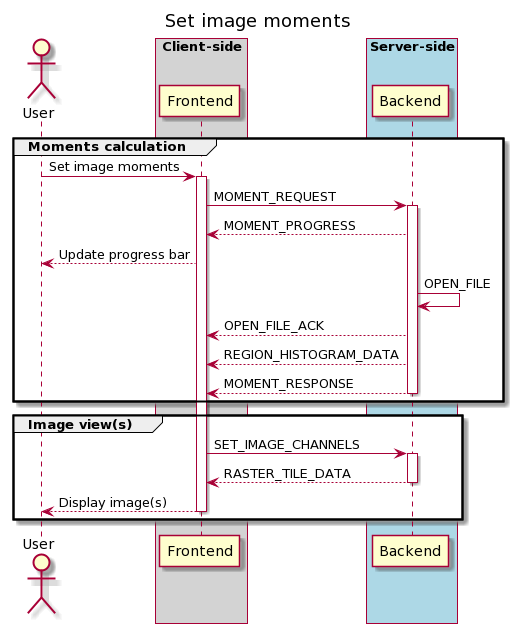 Set image moments
Client-side
Server-side
User
Frontend
Backend
Moments calculation
Set image moments
MOMENT_REQUEST
MOMENT_PROGRESS
Update progress bar
OPEN_FILE
OPEN_FILE_ACK
REGION_HISTOGRAM_DATA
MOMENT_RESPONSE
Image view(s)
SET_IMAGE_CHANNELS
RASTER_TILE_DATA
Display image(s)
User
Frontend
Backend